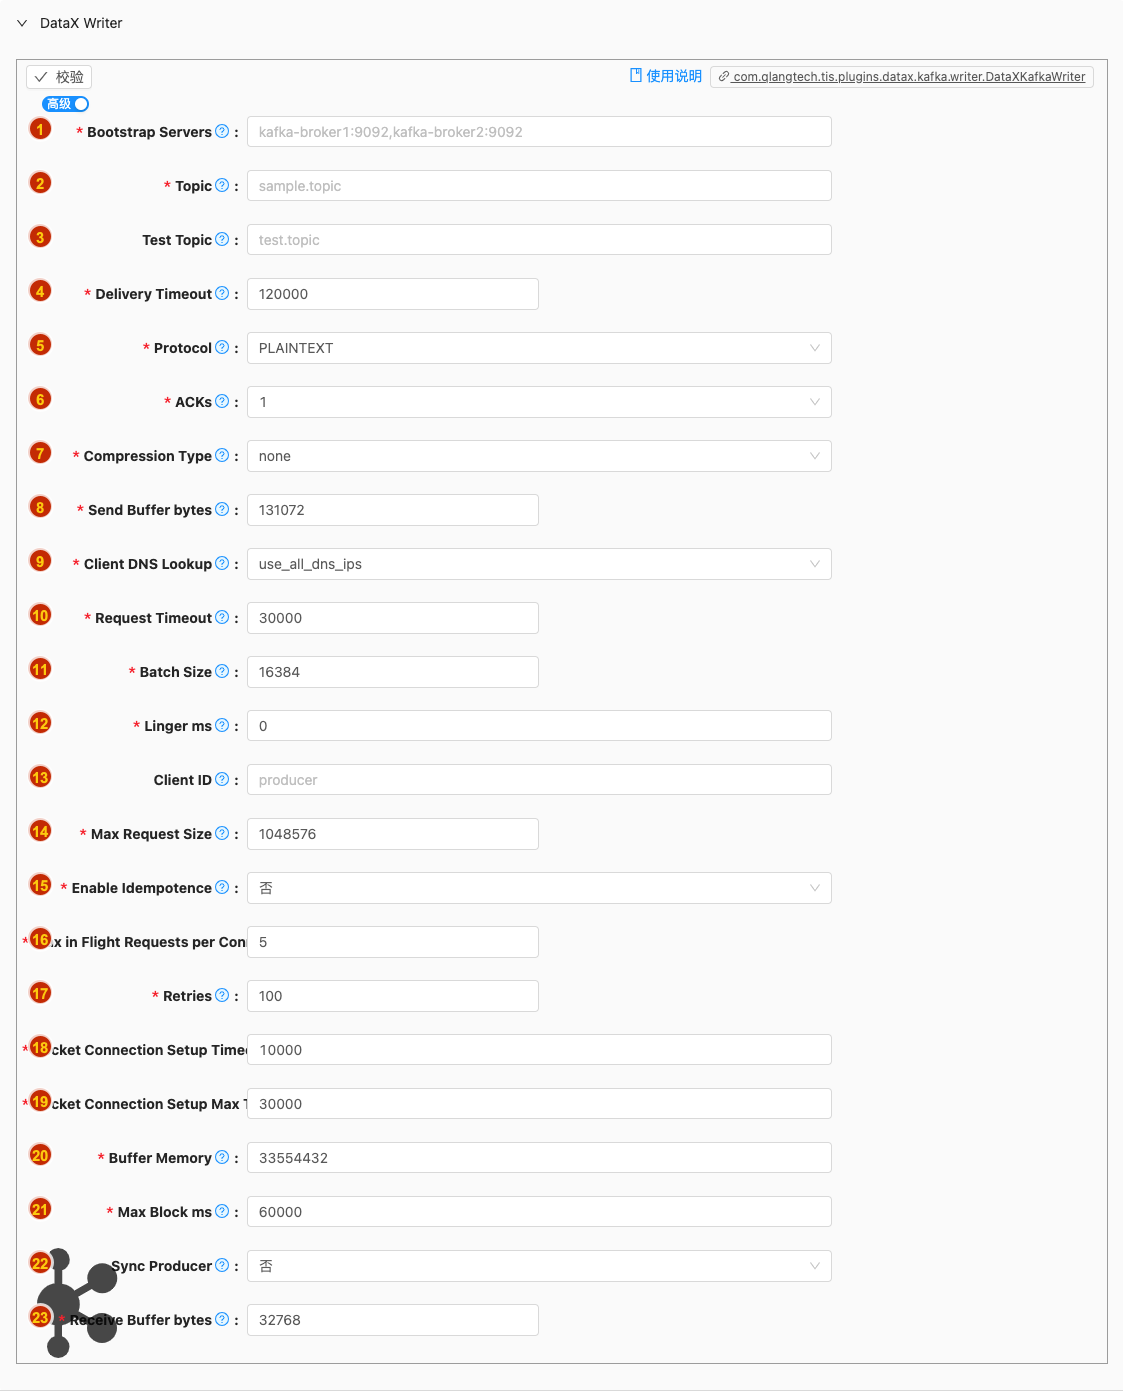 DataX Writer
校验 使用说明 com.qlangtech.tis.plugins.datax.kafka.writer.DataXKafkaWriter
高级
1 * Bootstrap Servers : kafka-broker1:9092,kafka-broker2:9092
2 * Topic : sample.topic
3 Test Topic : test.topic
4 * Delivery Timeout : 120000
5 * Protocol : PLAINTEXT
6 * ACKs : 1
7 * Compression Type : none
8 * Send Buffer bytes : 131072
9 * Client DNS Lookup : use_all_dns_ips
10 * Request Timeout : 30000
11 * Batch Size : 16384
12 * Linger ms : 0
13 Client ID : producer
14 * Max Request Size : 1048576
15 * Enable Idempotence : 否
16 * x in Flight Requests per Con 5
17 * Retries : 100
18 * cket Connection Setup Time 10000
19 * cket Connection Setup Max 30000
20 * Buffer Memory : 33554432
21 * Max Block ms : 60000
22 Sync Producer : 否
23 * Receive Buffer bytes : 32768